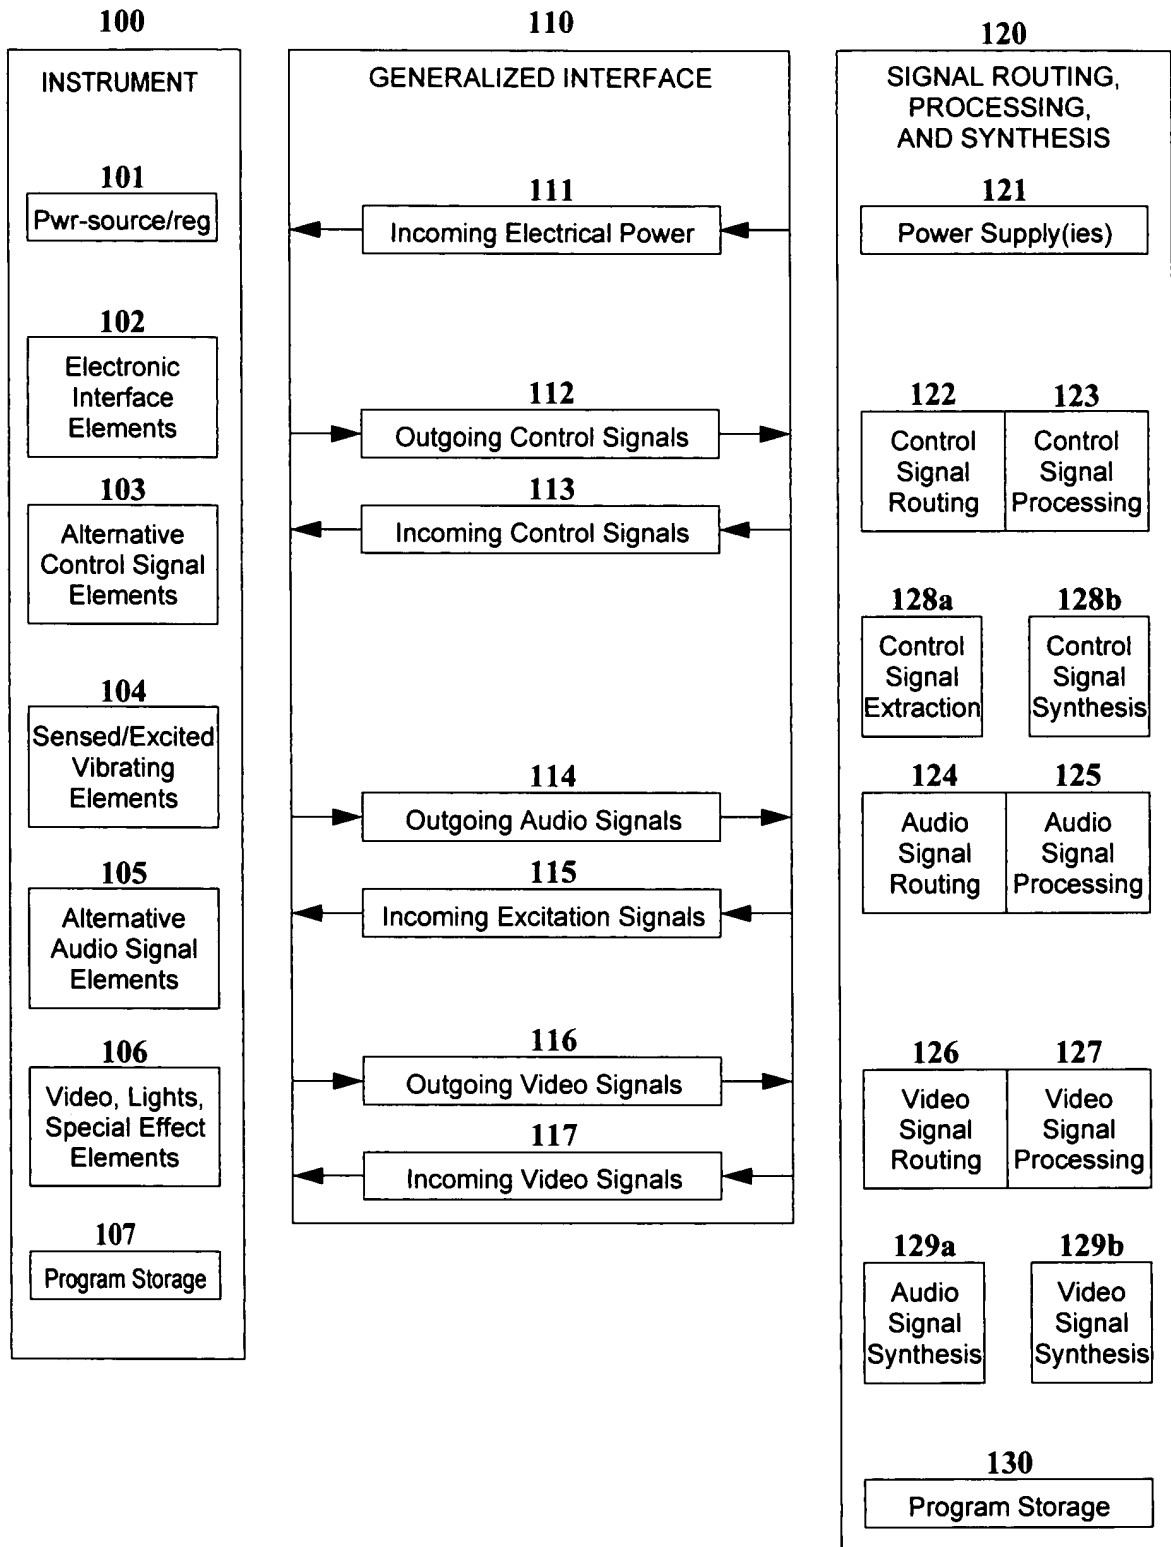 100
INSTRUMENT
101
Pwr-source/reg
102
Electronic
Interface
Elements
103
Alternative
Control Signal
Elements
104
Sensed/Excited
Vibrating
Elements
105
Alternative
Audio Signal
Elements
106
Video, Lights,
Special Effect
Elements
107
Program Storage
110
GENERALIZED INTERFACE
111
Incoming Electrical Power
112
Outgoing Control Signals
113
Incoming Control Signals
114
Outgoing Audio Signals
115
Incoming Excitation Signals
116
Outgoing Video Signals
117
Incoming Video Signals
120
SIGNAL ROUTING,
PROCESSING,
AND SYNTHESIS
121
Power Supply(ies)
122
Control
Signal
Routing
123
Control
Signal
Processing
128a
Control
Signal
Extraction
128b
Control
Signal
Synthesis
124
Audio
Signal
Routing
125
Audio
Signal
Processing
126
Video
Signal
Routing
127
Video
Signal
Processing
129a
Audio
Signal
Synthesis
129b
Video
Signal
Synthesis
130
Program Storage